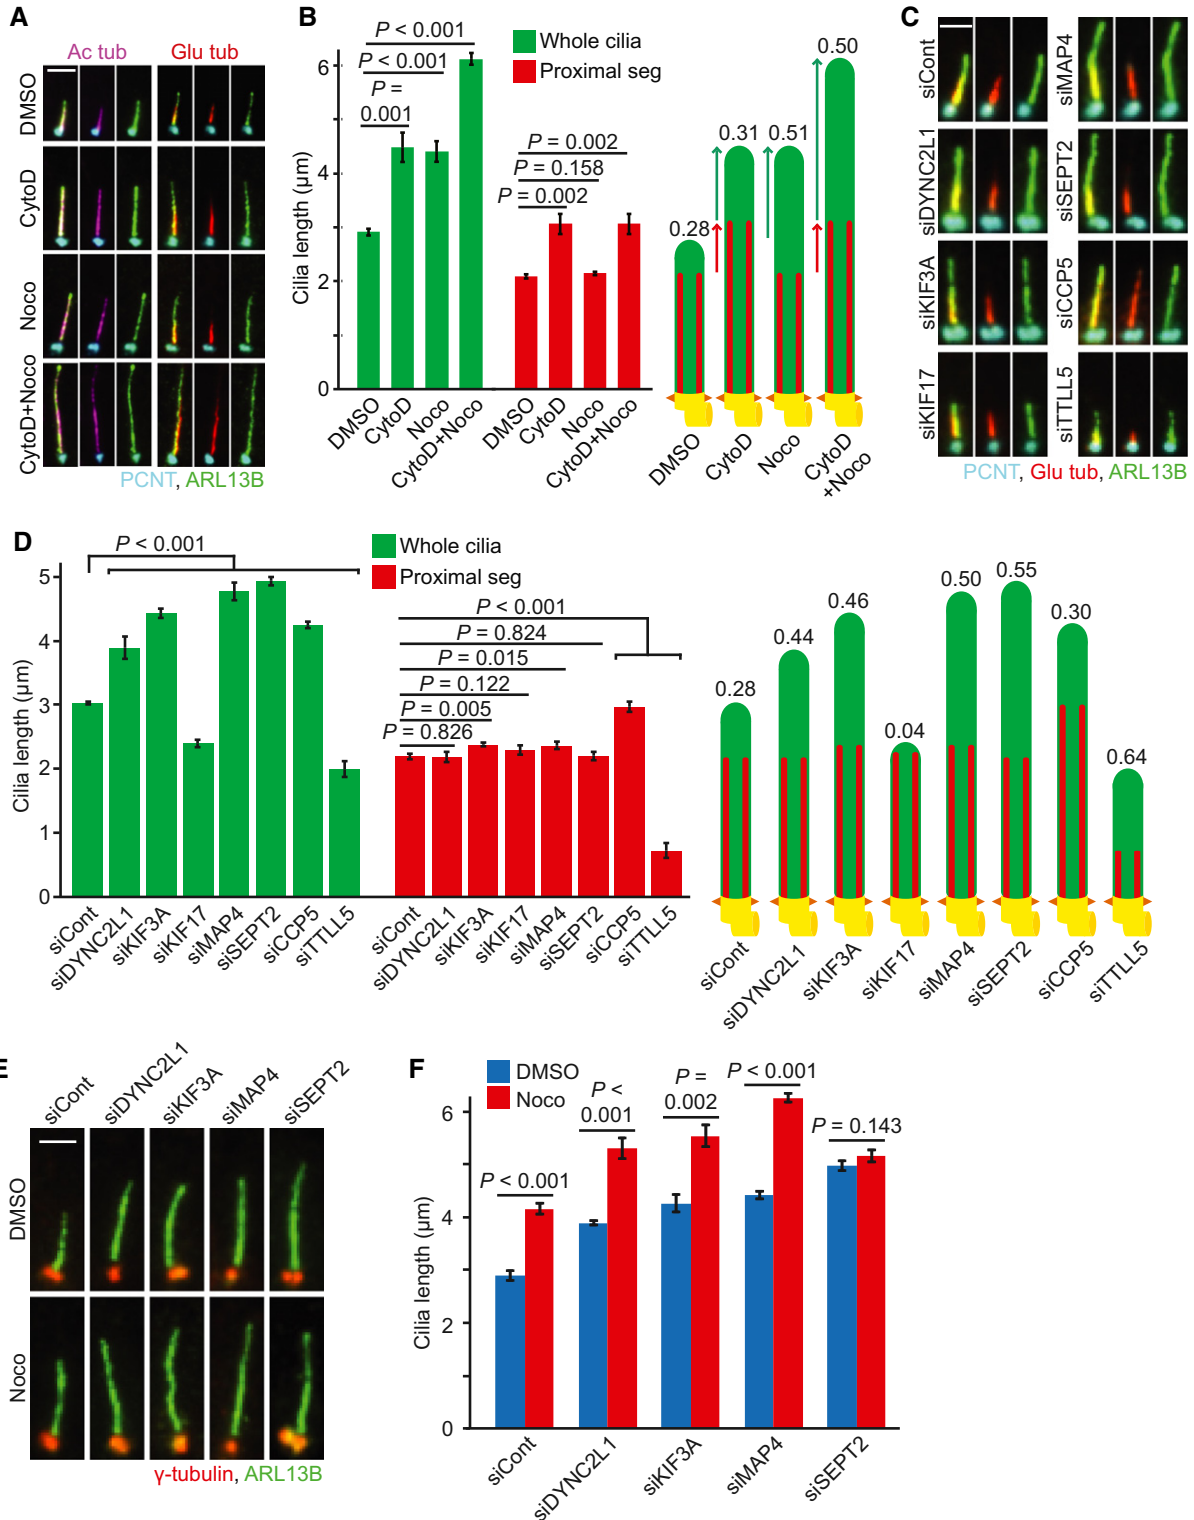 A
Ac tub
Glu tub
DMSO
CytoD
Noco
CytoD+Noco
PCNT, ARL13B
B
P < 0.001
P < 0.001
P =
0.001
Whole cilia
Proximal seg
P = 0.002
P = 0.158
P = 0.002
Cilia length (µm)
6
4
2
0
DMSO
CytoD
Noco
CytoD+Noco
DMSO
CytoD
Noco
CytoD+Noco
0.28
0.31
0.51
0.50
DMSO
CytoD
Noco
CytoD
+Noco
C
siCont
siDYNC2L1
siKIF3A
siKIF17
siMAP4
siSEPT2
siCCP5
siTTLL5
PCNT, Glu tub, ARL13B
D
P < 0.001
Whole cilia
Proximal seg
P < 0.001
P = 0.824
P = 0.015
P = 0.122
P = 0.005
P = 0.826
Cilia length (µm)
5
4
3
2
1
0
siCont
siDYNC2L1
siKIF3A
siKIF17
siMAP4
siSEPT2
siCCP5
siTTLL5
siCont
siDYNC2L1
siKIF3A
siKIF17
siMAP4
siSEPT2
siCCP5
siTTLL5
0.28
0.44
0.46
0.04
0.50
0.55
0.30
0.64
siCont
siDYNC2L1
siKIF3A
siKIF17
siMAP4
siSEPT2
siCCP5
siTTLL5
E
siCont
siDYNC2L1
siKIF3A
siMAP4
siSEPT2
DMSO
Noco
γ-tubulin, ARL13B
F
DMSO
Noco
P < 0.001
P <
0.001
P =
0.002
P < 0.001
P = 0.143
Cilia length (µm)
6
4
2
0
siCont
siDYNC2L1
siKIF3A
siMAP4
siSEPT2